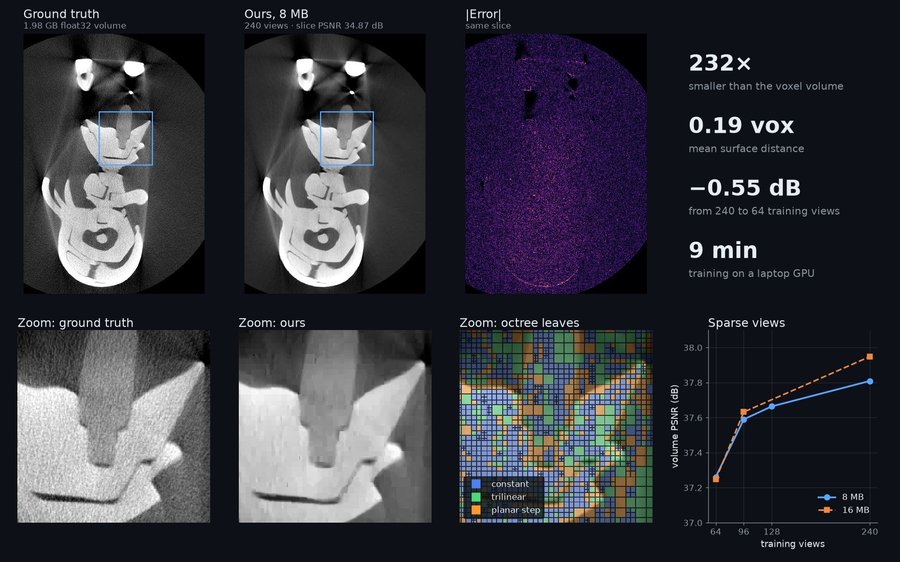 Ground truth
1.98 GB float32 volume
Ours, 8 MB
240 views · slice PSNR 34.87 dB
|Error|
same slice
232×
smaller than the voxel volume
0.19 vox
mean surface distance
−0.55 dB
from 240 to 64 training views
9 min
training on a laptop GPU
Zoom: ground truth
Zoom: ours
Zoom: octree leaves
constant
trilinear
planar step
Sparse views
volume PSNR (dB)
38.0
37.8
37.6
37.4
37.2
37.0
8 MB
16 MB
64
96
128
240
training views